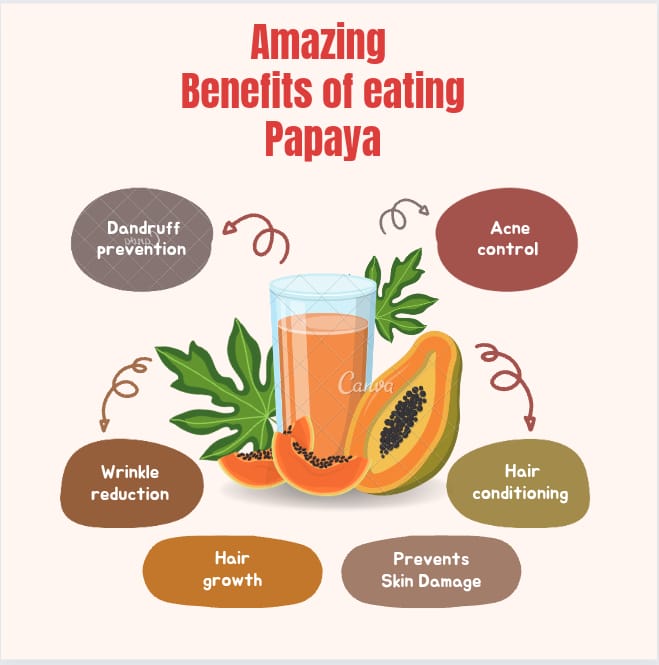 Amazing
Benefits of eating
Papaya
Dandruff
prevention
Canva
Acne
control
Canva
Wrinkle
reduction
Hair
conditioning
Hair
growth
Prevents
Skin Damage